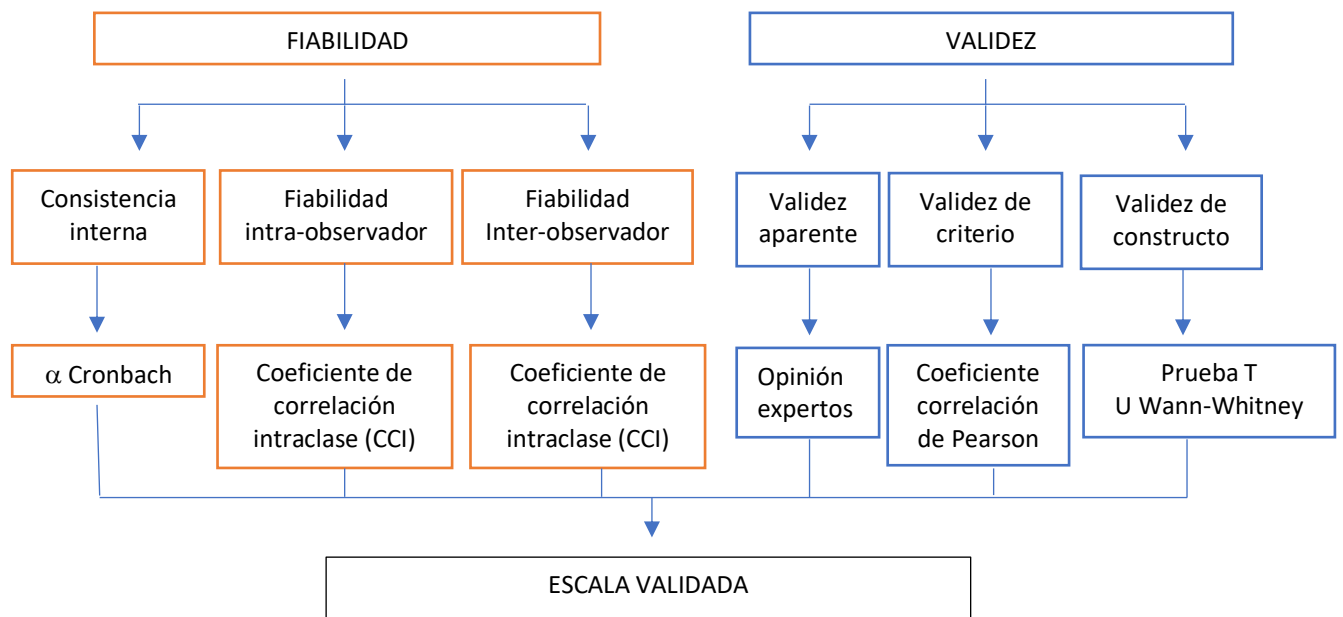 FIABILIDAD
VALIDEZ
Consistencia
interna
Fiabilidad
intra-observador
Fiabilidad
Inter-observador
Validez
aparente
Validez de
criterio
Validez de
constructo
α Cronbach
Coeficiente de
correlación
intraclase (CCI)
Coeficiente de
correlación
intraclase (CCI)
Opinión
expertos
Coeficiente
correlación
de Pearson
Prueba T
U Wann-Whitney
ESCALA VALIDADA